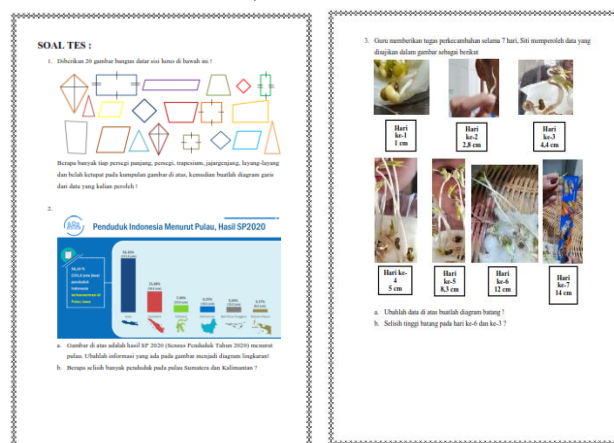 SOAL TES :
1. Diberikan 20 gambar bangun datar sisi lurus di bawah ini !
Berapa banyak tiap persegi panjang, persegi, trapesium, jajargenjang, layang-layang
dan belah ketupat pada kumpulan gambar di atas, kemudian buatlah diagram garis
dari data yang kalian peroleh !
2.
Penduduk Indonesia Menurut Pulau, Hasil SP2020
a. Gambar di atas adalah hasil SP 2020 (Sensus Penduduk Tahun 2020) menurut
pulau. Ubahlah informasi yang ada pada gambar menjadi diagram lingkaran!
b. Berapa selisih banyak penduduk pada pulau Sumatera dan Kalimantan ?
3. Guru memberikan tugas perkecambahan selama 7 hari, Siti memperoleh data yang
disajikan dalam gambar sebagai berikut
Hari
ke-1
1 cm
Hari
ke-2
2,8 cm
Hari
ke-3
4,4 cm
Hari ke-
4
5 cm
Hari
ke-5
8,3 cm
Hari
ke-6
12 cm
Hari
ke-7
14 cm
a. Ubahlah data di atas buatlah diagram batang !
b. Selisih tinggi batang pada hari ke-6 dan ke-3 ?